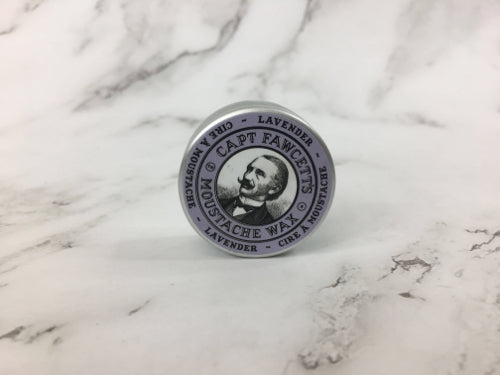 CAPT FAWCETT'S
MOUSTACHE WAX
~ LAVENDER ~
CIRE À MOUSTACHE
~ LAVENDER ~
CIRE À MOUSTACHE